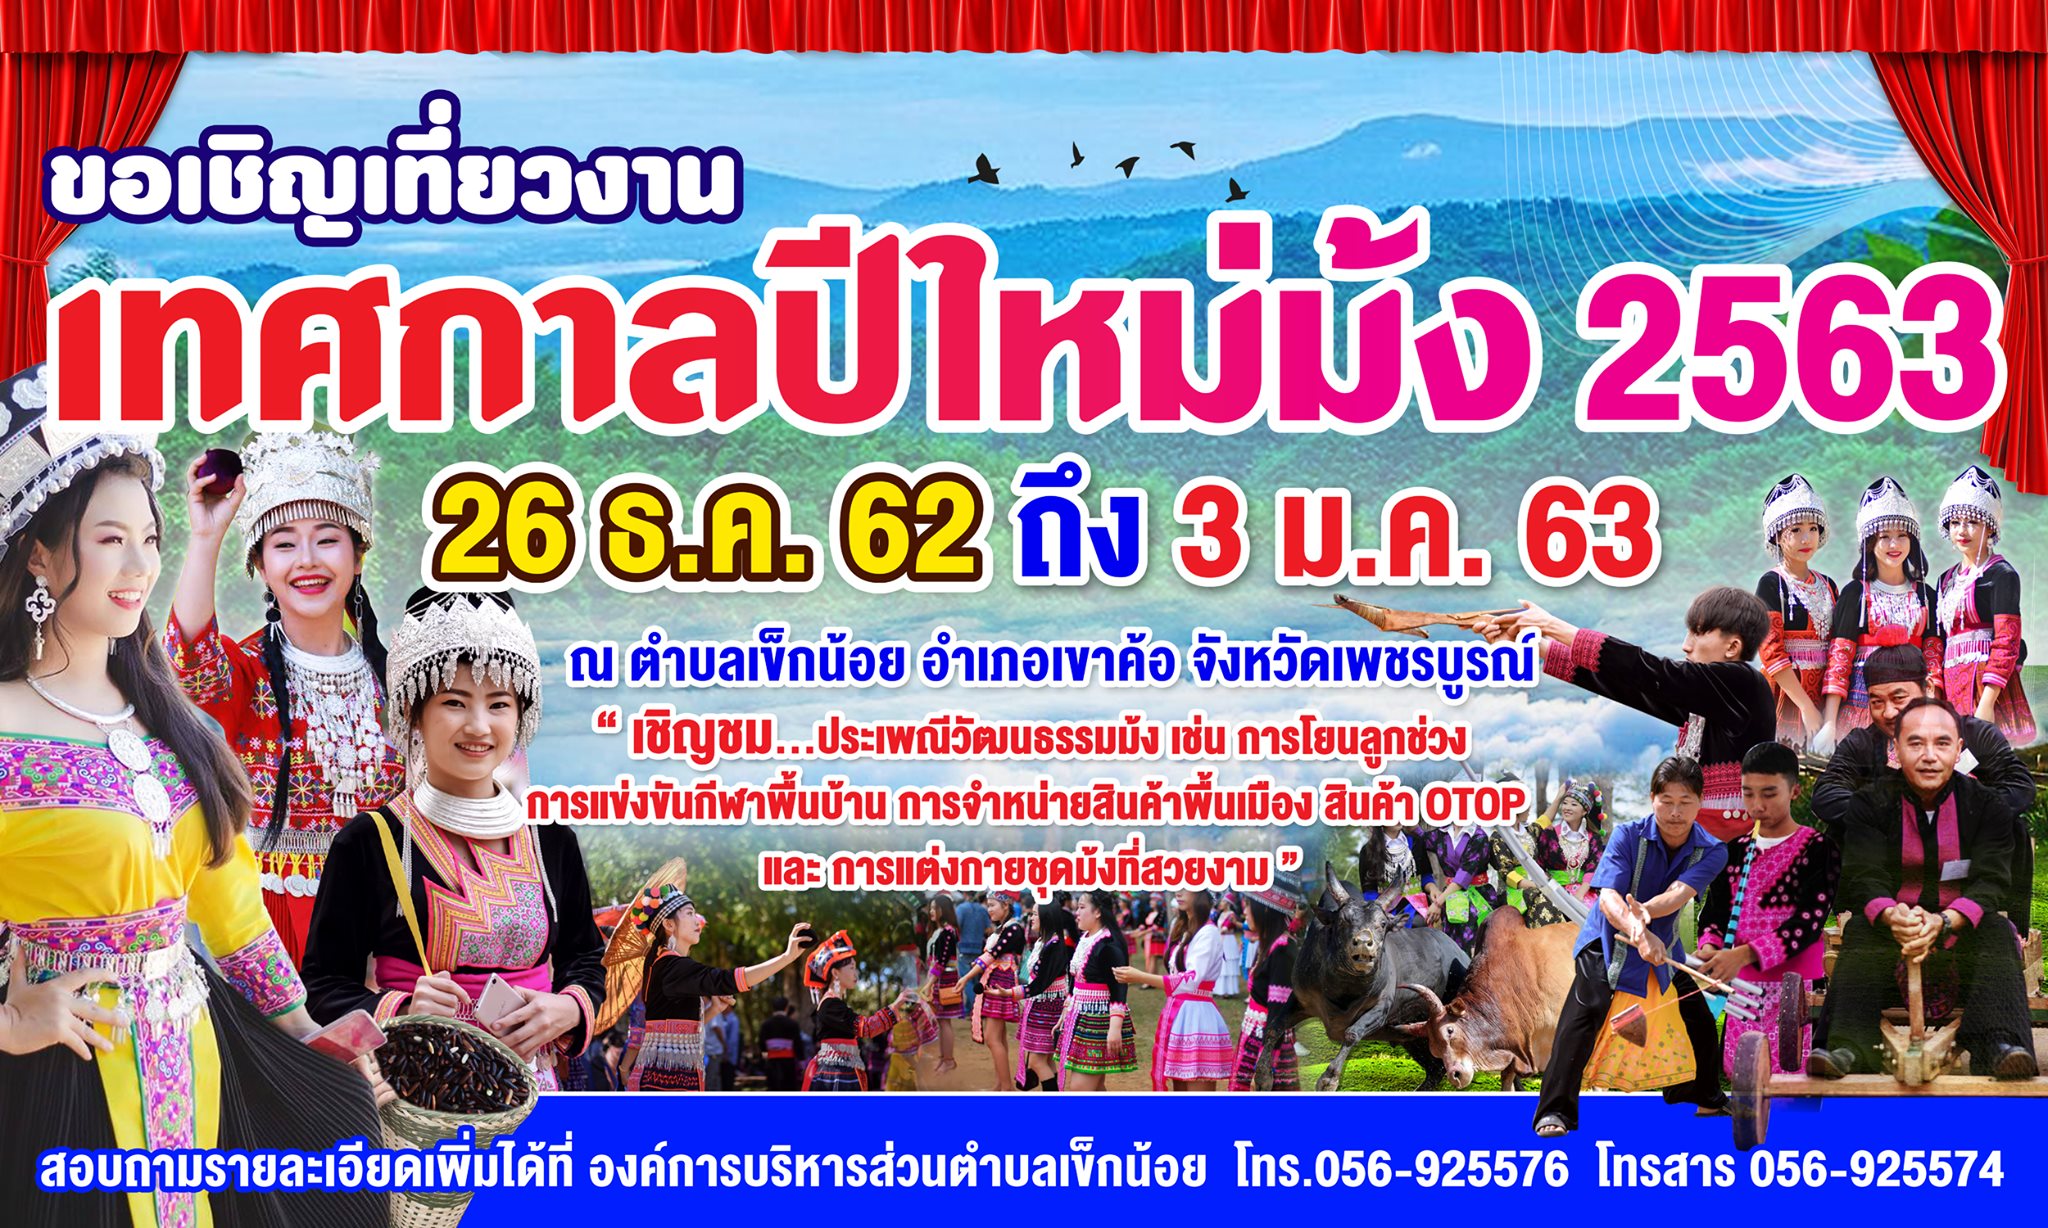 ขอเชิญเที่ยวงาน
เทศกาลปีใหม่ม้ง 2563
26 ธ.ค. 62 ถึง 3 ม.ค. 63
ณ ตำบลเข็กน้อย อำเภอเขาค้อ จังหวัดเพชรบูรณ์
“ เชิญชม...ประเพณีวัฒนธรรมม้ง เช่น การโยนลูกช่วง
การแข่งขันกีฬาพื้นบ้าน การจำหน่ายสินค้าพื้นเมือง สินค้า OTOP
และ การแต่งกายชุดม้งที่สวยงาม ”
สอบถามรายละเอียดเพิ่มได้ที่ องค์การบริหารส่วนตำบลเข็กน้อย โทร.056-925576 โทรสาร 056-925574